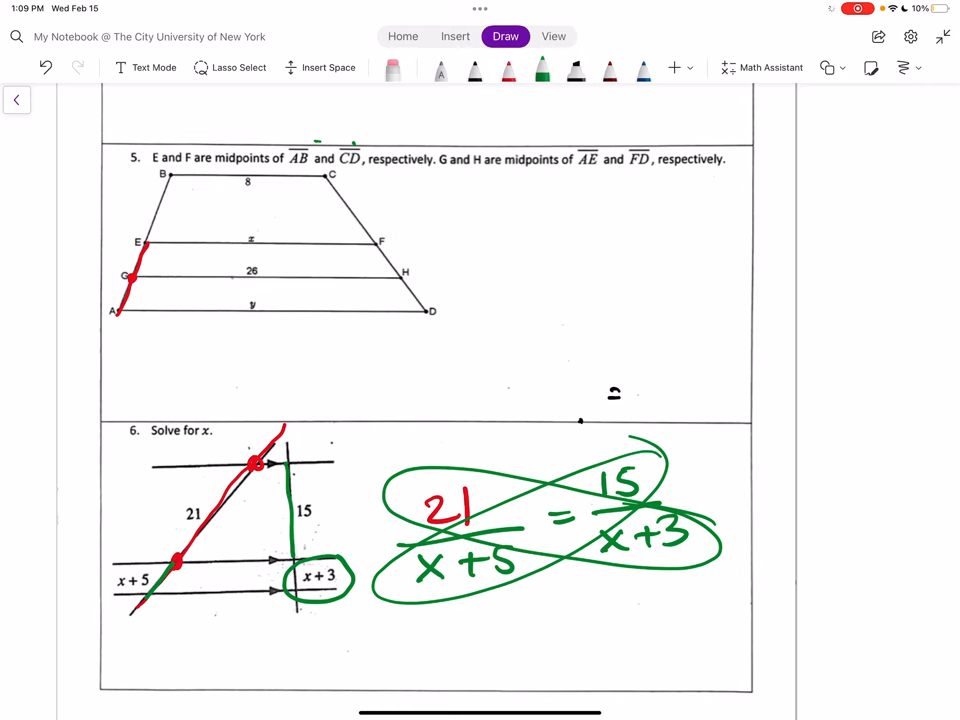 1:09 PM Wed Feb 15
10%
My Notebook @ The City University of New York
Home Insert Draw View
Text Mode Lasso Select Insert Space A Math Assistant
5. E and F are midpoints of AB and CD, respectively. G and H are midpoints of AE and FD, respectively.
B C
8
E x F
G 26 H
A y D
=
6. Solve for x.
21 15
x + 5 x + 3
21 = 15
x + 5 x + 3